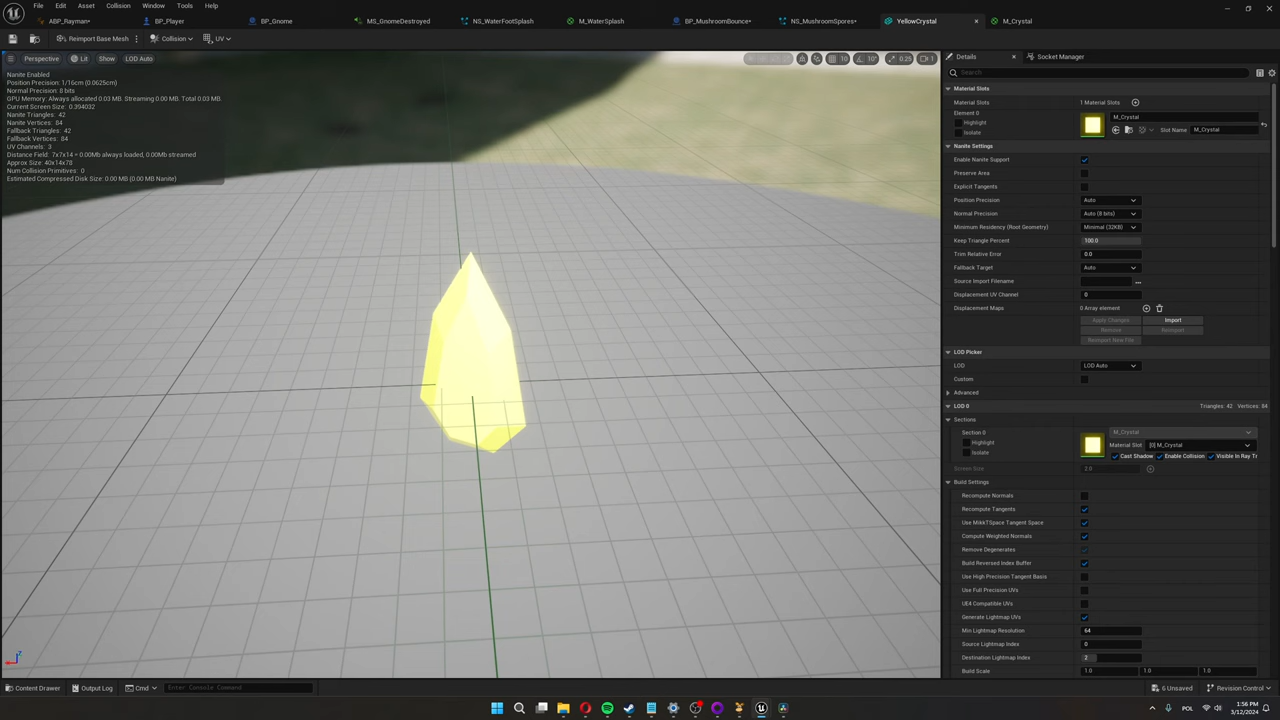 File Edit Asset Collision Window Tools Help
ABP_Rayman* BP_Player BP_Gnome MS_GnomeDestroyed NS_WaterFootSplash M_WaterSplash BP_MushroomBounce* NS_MushroomSpores* YellowCrystal M_Crystal
Reimport Base Mesh Collision UV
Perspective Lit Show LOD Auto 10 10° 0.25 1
Nanite Enabled
Position Precision: 1/16cm (0.0625cm)
Normal Precision: 8 bits
GPU Memory: Always allocated 0.03 MB. Streaming 0.00 MB. Total 0.03 MB.
Current Screen Size: 0.394032
Nanite Triangles: 42
Nanite Vertices: 84
Fallback Triangles: 42
Fallback Vertices: 84
UV Channels: 3
Distance Field: 7x7x14 = 0.00Mb always loaded, 0.00Mb streamed
Approx Size: 40x14x78
Num Collision Primitives: 0
Estimated Compressed Disk Size: 0.00 MB (0.00 MB Nanite)
Z
Details Socket Manager
Search
Material Slots
Material Slots 1 Material Slots
Element 0
Highlight
Isolate
M_Crystal
Slot Name M_Crystal
Nanite Settings
Enable Nanite Support
Preserve Area
Explicit Tangents
Position Precision Auto
Normal Precision Auto (8 bits)
Minimum Residency (Root Geometry) Minimal (32KB)
Keep Triangle Percent 100.0
Trim Relative Error 0.0
Fallback Target Auto
Source Import Filename
Displacement UV Channel 0
Displacement Maps 0 Array element
Apply Changes Import
Remove Reimport
Reimport New File
LOD Picker
LOD LOD Auto
Custom
Advanced
LOD 0 Triangles: 42 Vertices: 84
Sections
Section 0
Highlight
Isolate
M_Crystal
Material Slot [0] M_Crystal
Cast Shadow Enable Collision Visible In Ray Tr
Screen Size 2.0
Build Settings
Recompute Normals
Recompute Tangents
Use MikkTSpace Tangent Space
Compute Weighted Normals
Remove Degenerates
Build Reversed Index Buffer
Use High Precision Tangent Basis
Use Full Precision UVs
UE4 Compatible UVs
Generate Lightmap UVs
Min Lightmap Resolution 64
Source Lightmap Index 0
Destination Lightmap Index 2
Build Scale 1.0 1.0 1.0
Content Drawer Output Log Cmd Enter Console Command 6 Unsaved Revision Control
POL 1:56 PM
3/12/2024